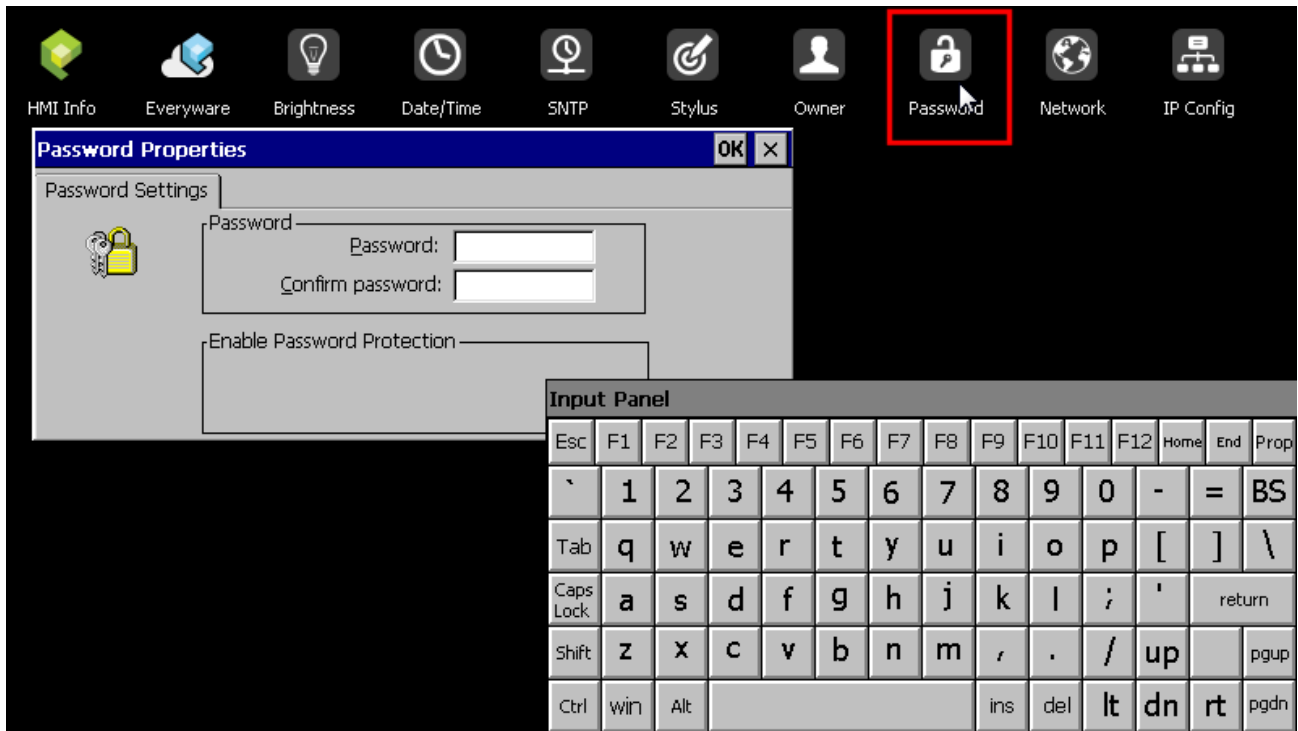 HMI Info Everyware Brightness Date/Time SNTP Stylus Owner Password Network IP Config
Password Properties OK ×
Password Settings
Password
Password:
Confirm password:
Enable Password Protection
Input Panel
Esc F1 F2 F3 F4 F5 F6 F7 F8 F9 F10 F11 F12 Home End Prop
` 1 2 3 4 5 6 7 8 9 0 - = BS
Tab q w e r t y u i o p [ ] \
Caps Lock a s d f g h j k l ; ' return
Shift z x c v b n m , . / up pgup
Ctrl win Alt ins del lt dn rt pgdn